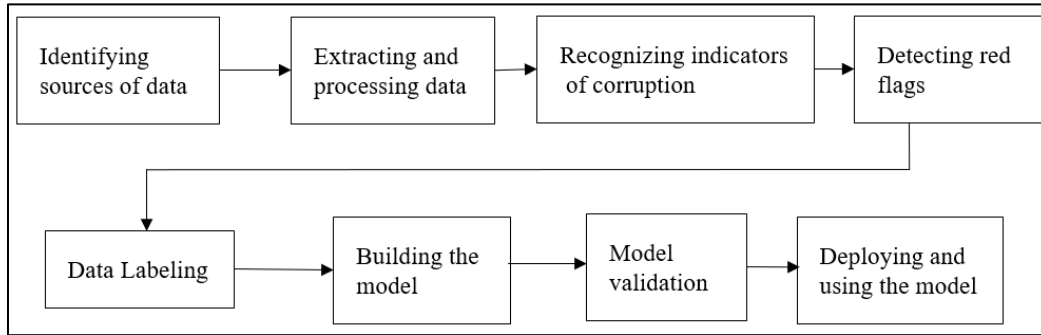 Identifying
sources of data
Extracting and
processing data
Recognizing indicators
of corruption
Detecting red
flags
Data Labeling
Building the
model
Model
validation
Deploying and
using the model